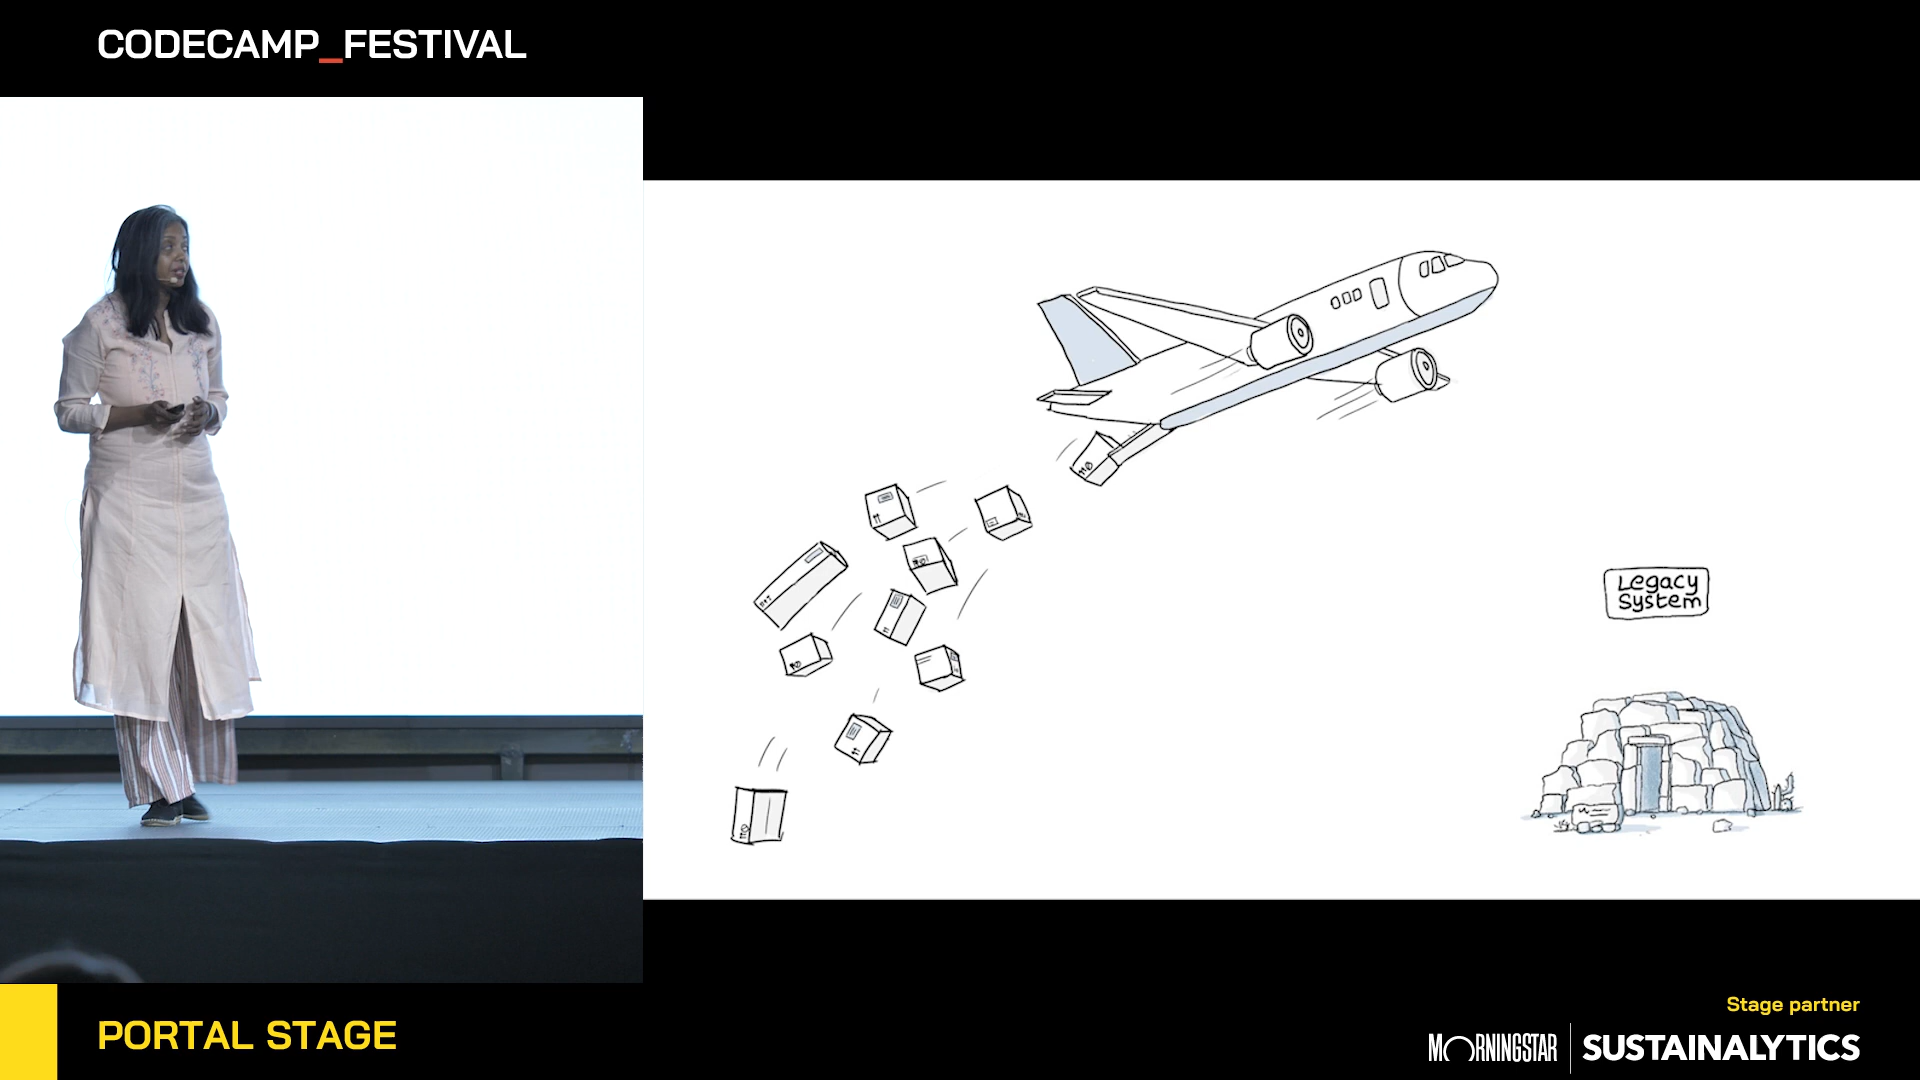 CODECAMP_FESTIVAL
Legacy
System
PORTAL STAGE
Stage partner
MORNINGSTAR | SUSTAINALYTICS